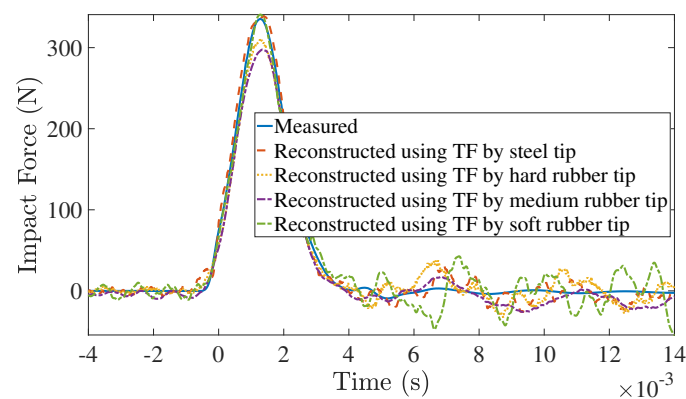 300
Impact Force (N)
200
100
0
Measured
Reconstructed using TF by steel tip
Reconstructed using TF by hard rubber tip
Reconstructed using TF by medium rubber tip
Reconstructed using TF by soft rubber tip
-4 -2 0 2 4 6 8 10 12 14
Time (s)
×10⁻³